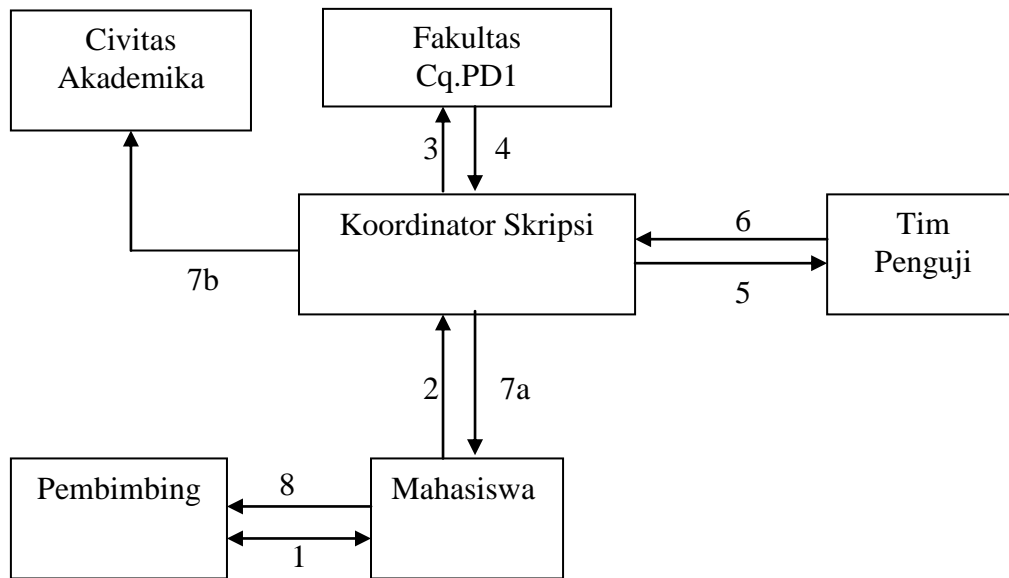 Civitas
Akademika
Fakultas
Cq.PD1
3
4
Koordinator Skripsi
6
Tim
Penguji
7b
5
2
7a
Pembimbing
8
Mahasiswa
1